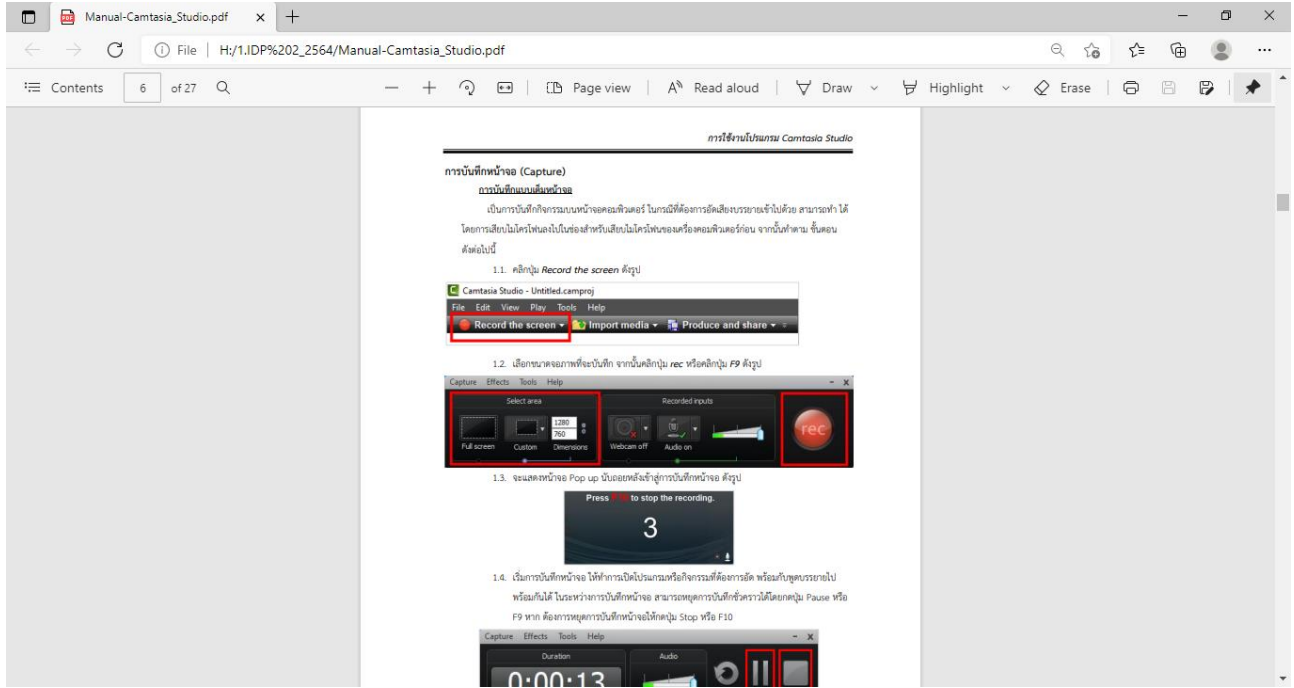 Manual-Camtasia_Studio.pdf
File | H:/1.IDP%202_2564/Manual-Camtasia_Studio.pdf
Contents 6 of 27 Page view Read aloud Draw Highlight Erase
การใช้งานโปรแกรม Camtasia Studio
การบันทึกหน้าจอ (Capture)
การบันทึกแบบเต็มหน้าจอ
เป็นการบันทึกกิจกรรมบนหน้าจอคอมพิวเตอร์ ในกรณีที่ต้องการอัดเสียงบรรยายเข้าไปด้วย สามารถทำ ได้
โดยการเสียบไมโครโฟนลงไปในช่องสำหรับเสียบไมโครโฟนของเครื่องคอมพิวเตอร์ก่อน จากนั้นทำตาม ขั้นตอน
ดังต่อไปนี้
1.1. คลิกปุ่ม Record the screen ดังรูป
Camtasia Studio - Untitled.camproj
File Edit View Play Tools Help
Record the screen Import media Produce and share
1.2. เลือกขนาดจอภาพที่จะบันทึก จากนั้นคลิกปุ่ม rec หรือคลิกปุ่ม F9 ดังรูป
Capture Effects Tools Help
Select area Recorded inputs
1280
760
rec
Full screen Custom Dimensions Webcam off Audio on
1.3. จะแสดงหน้าจอ Pop up นับถอยหลังเข้าสู่การบันทึกหน้าจอ ดังรูป
Press F10 to stop the recording.
3
1.4. เริ่มการบันทึกหน้าจอ ให้ทำการเปิดโปรแกรมหรือกิจกรรมที่ต้องการอัด พร้อมกับพูดบรรยายไป
พร้อมกันได้ ในระหว่างการบันทึกหน้าจอ สามารถหยุดการบันทึกชั่วคราวได้โดยกดปุ่ม Pause หรือ
F9 หาก ต้องการหยุดการบันทึกหน้าจอให้กดปุ่ม Stop หรือ F10
Capture Effects Tools Help
Duration Audio
0:00:13